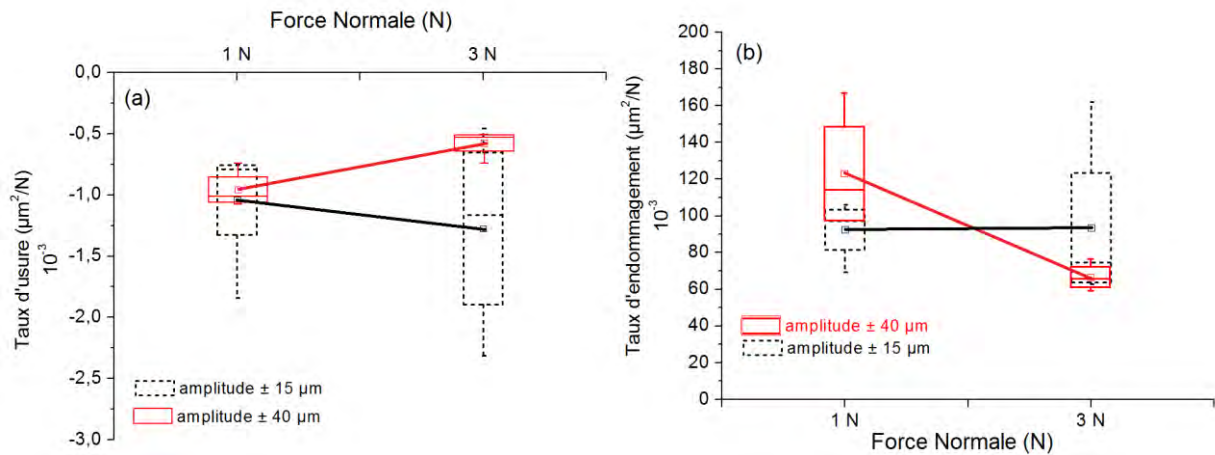 Force Normale (N)
1 N 3 N
(a)
0,0
-0,5
-1,0
-1,5
-2,0
-2,5
-3,0
Taux d'usure (µm²/N)
10⁻³
amplitude ± 15 µm
amplitude ± 40 µm
(b)
200
180
160
140
120
100
80
60
40
20
0
Taux d'endommagement (µm²/N)
10⁻³
amplitude ± 40 µm
amplitude ± 15 µm
1 N 3 N
Force Normale (N)